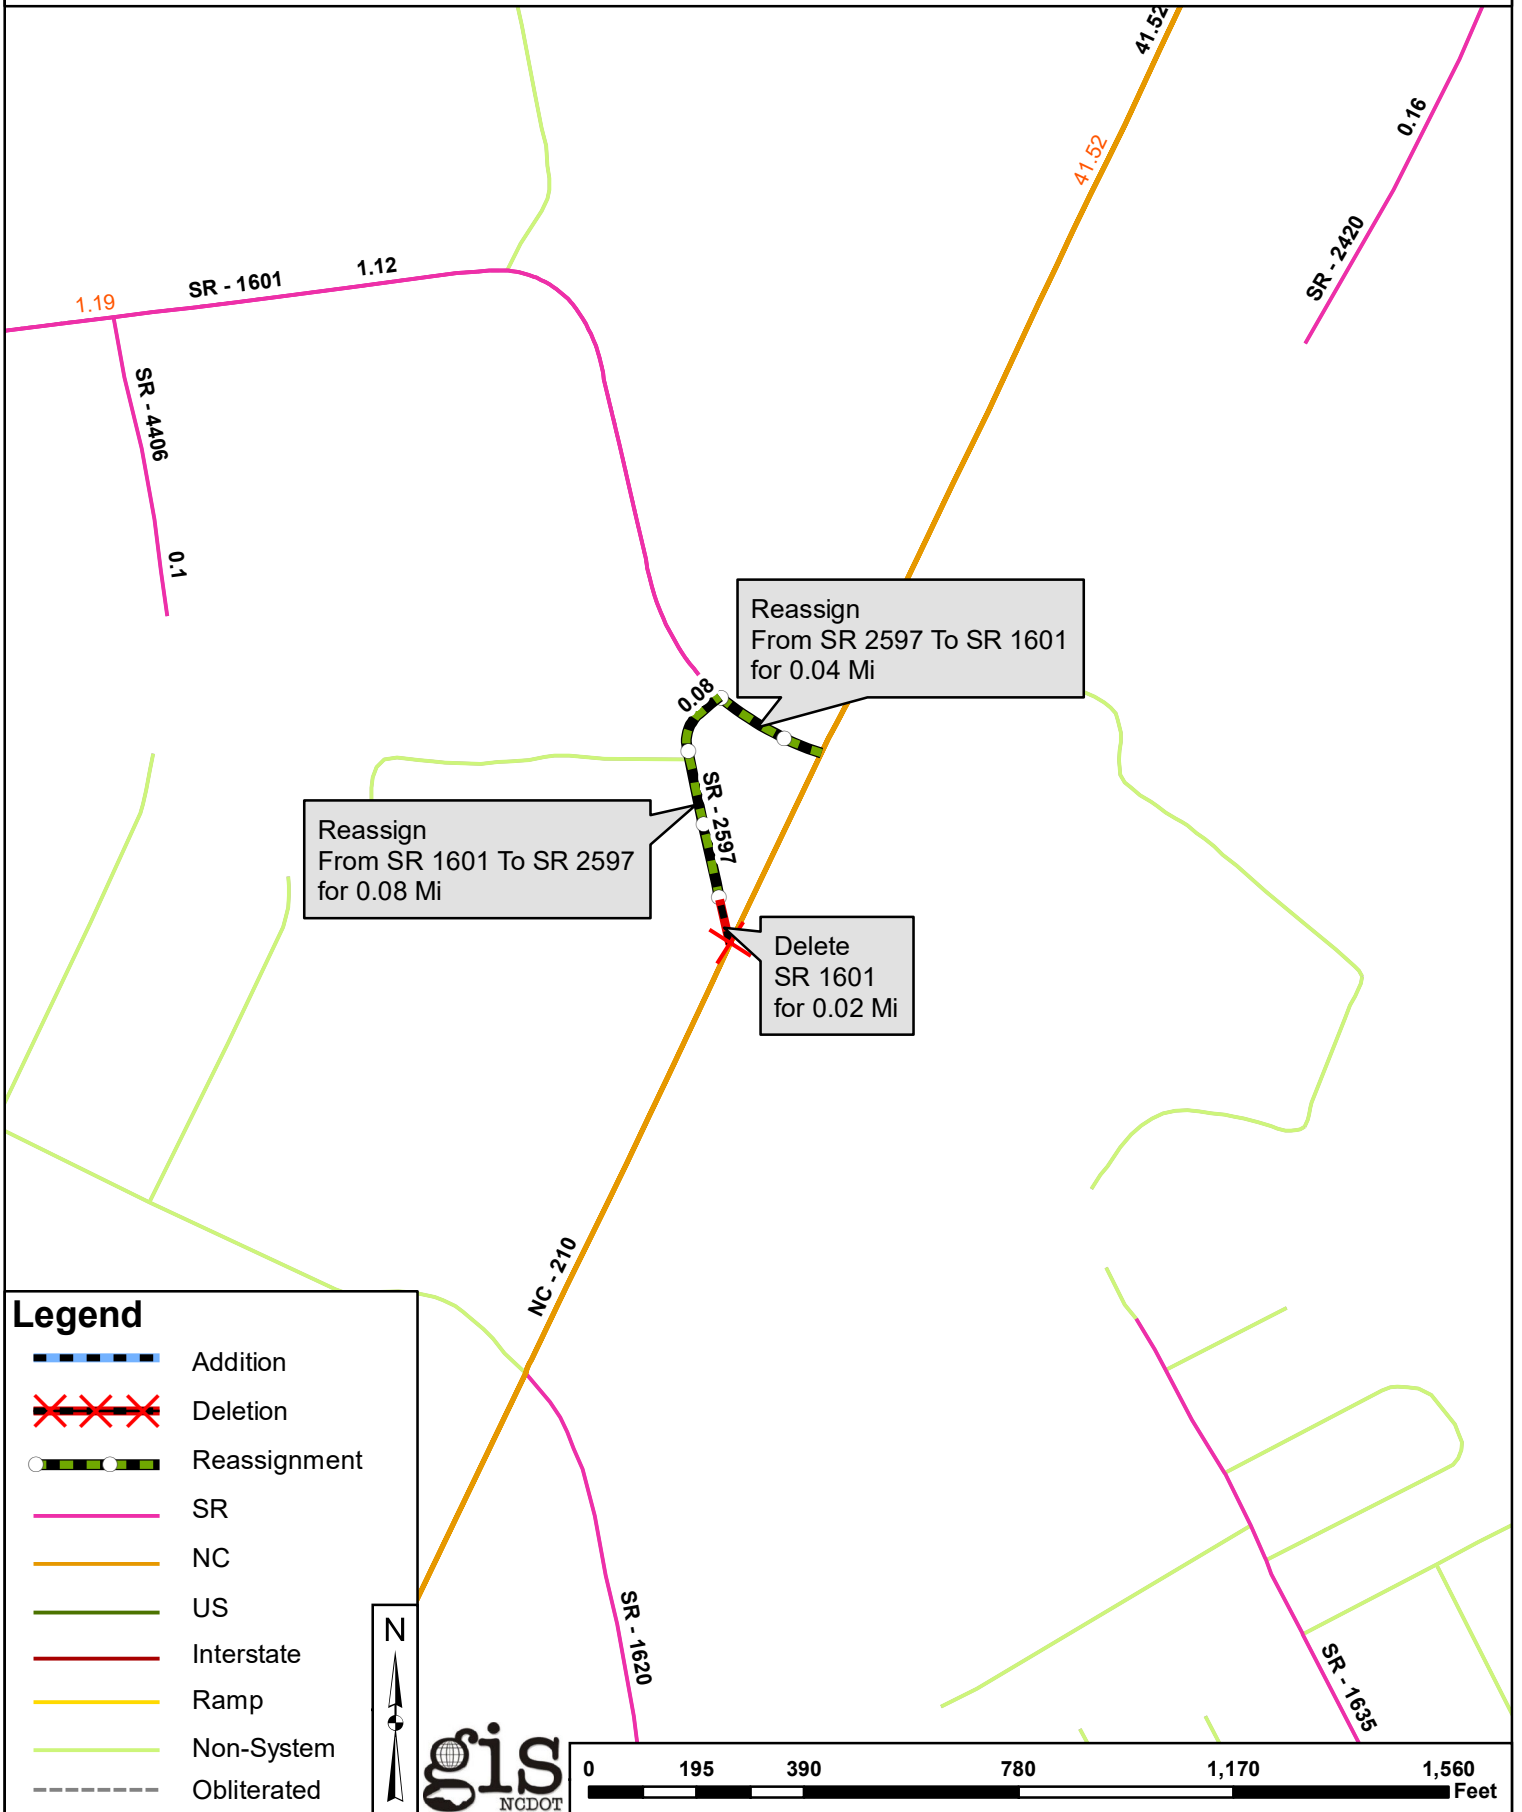 41.52
41.52
0.16
SR - 2420
1.12
SR - 1601
1.19
SR - 4406
0.1
Reassign
From SR 2597 To SR 1601
for 0.04 Mi
0.08
SR - 2597
Reassign
From SR 1601 To SR 2597
for 0.08 Mi
Delete
SR 1601
for 0.02 Mi
NC - 210
SR - 1620
SR - 1635
Legend
Addition
Deletion
Reassignment
SR
NC
US
Interstate
Ramp
Non-System
Obliterated
N
gis
NCDOT
0 195 390 780 1,170 1,560
Feet